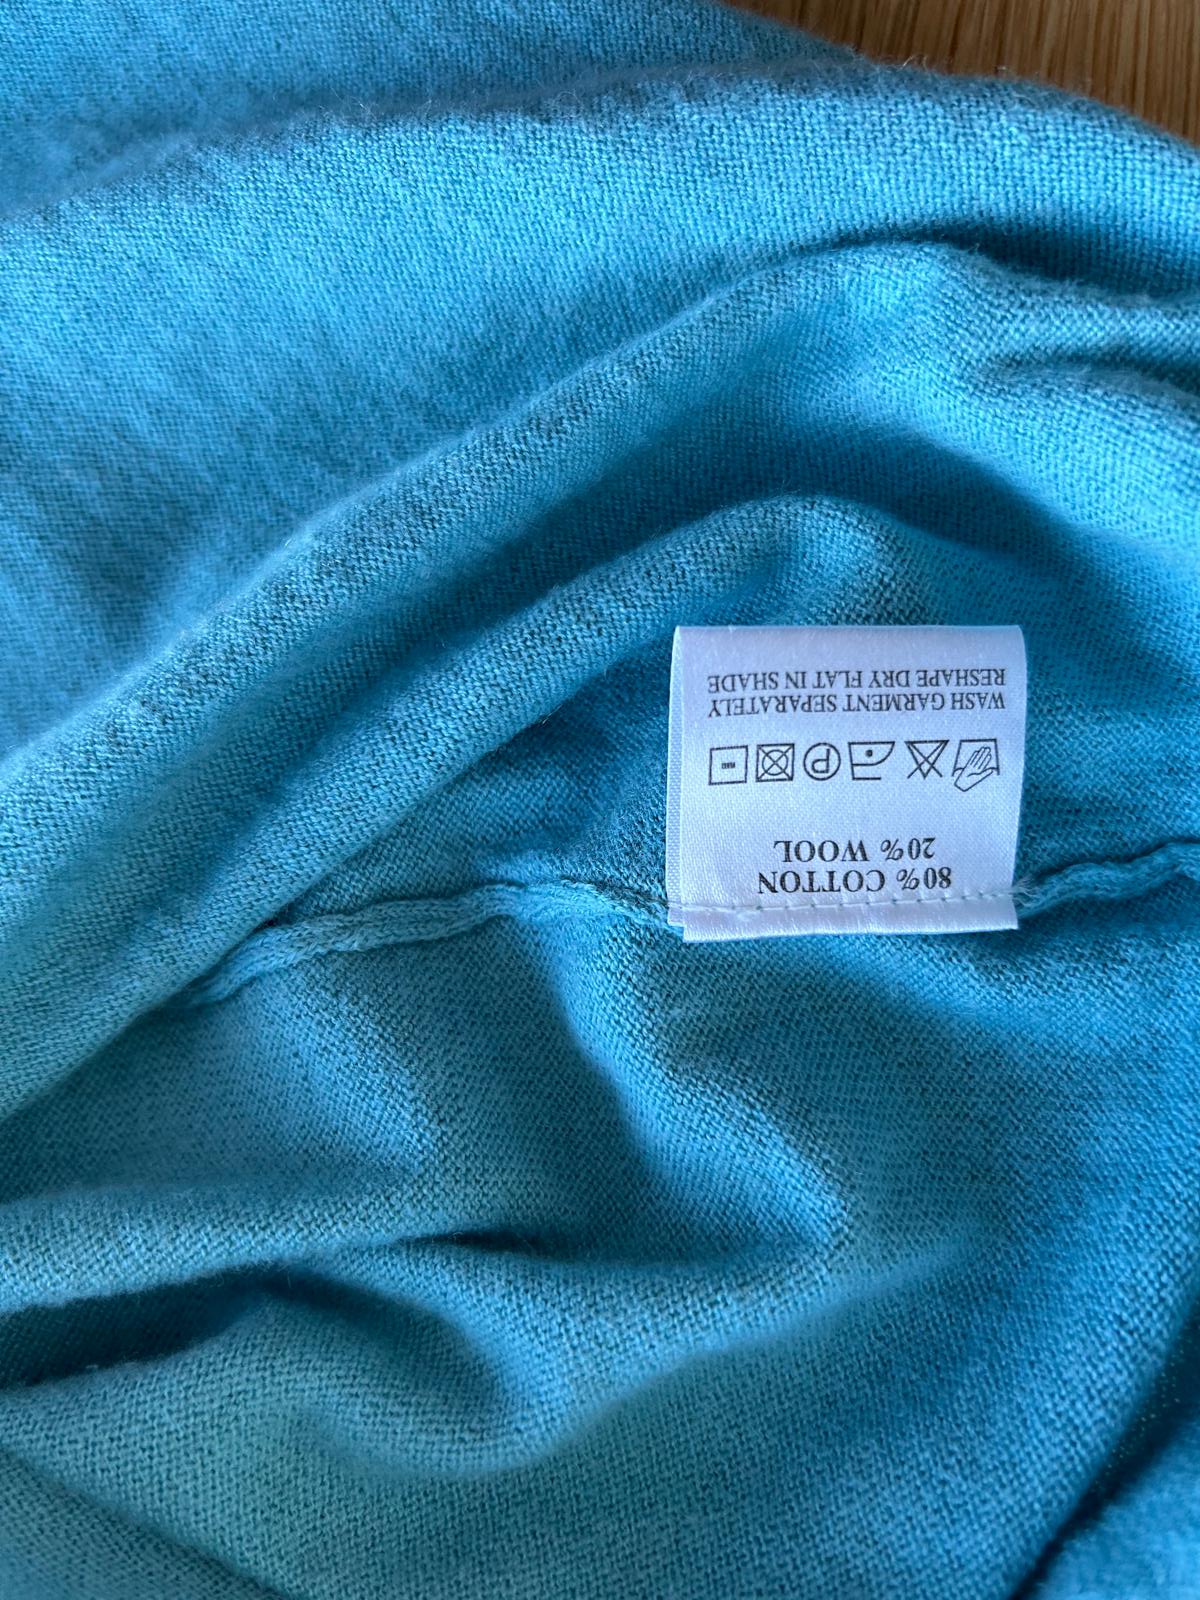 80% COTTON
20% WOOL
P
WASH GARMENT SEPARATELY
RESHAPE DRY FLAT IN SHADE